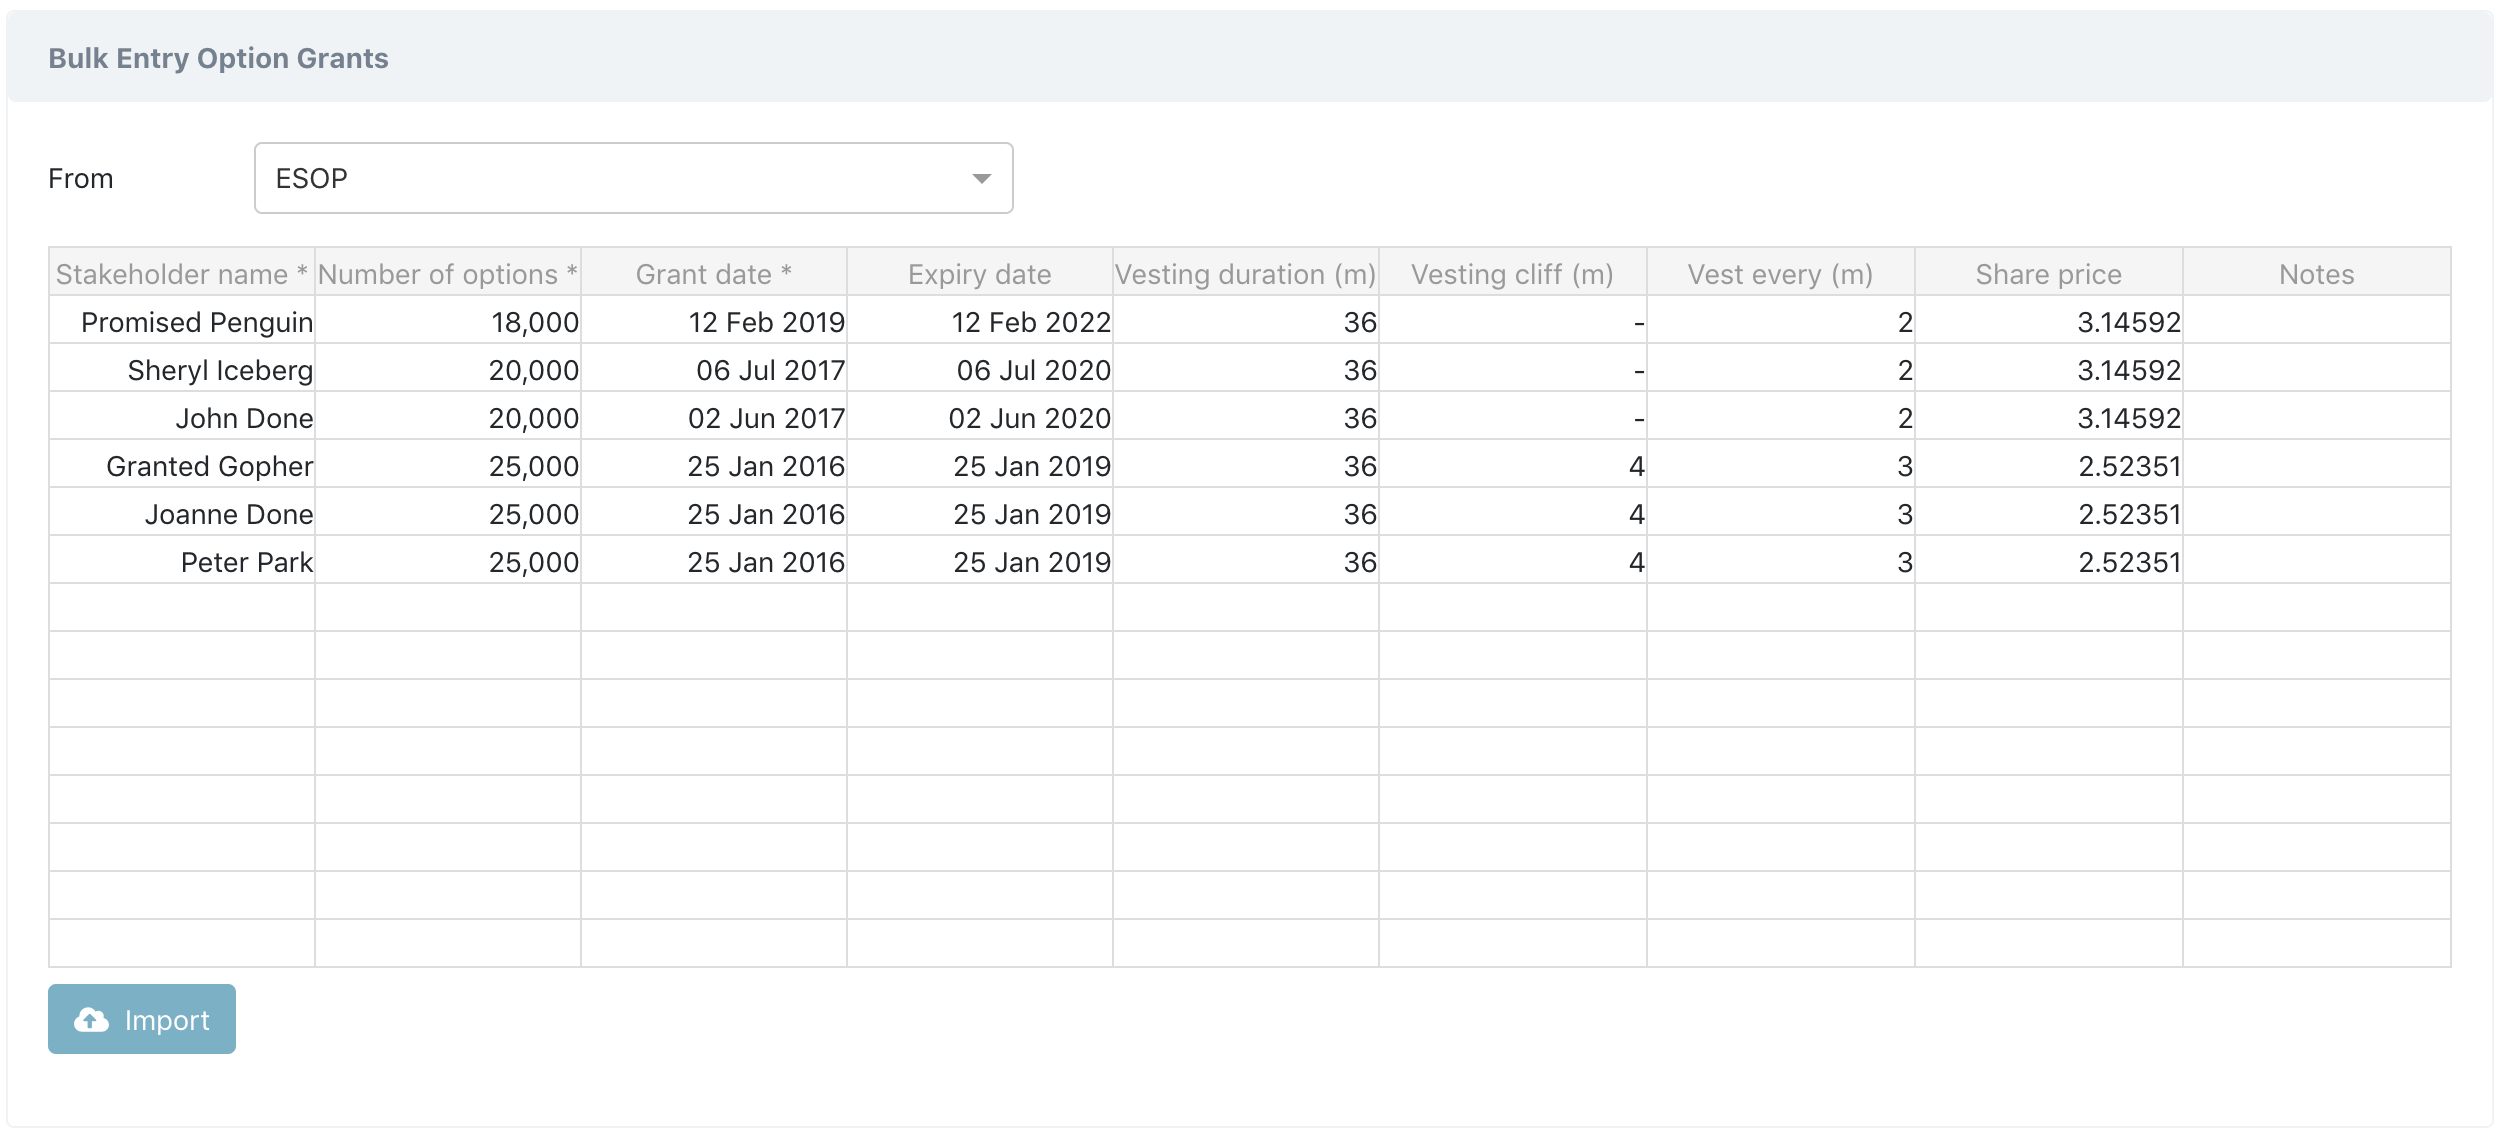 Bulk Entry Option Grants
From ESOP
Stakeholder name * Number of options * Grant date * Expiry date Vesting duration (m) Vesting cliff (m) Vest every (m) Share price Notes
Promised Penguin 18,000 12 Feb 2019 12 Feb 2022 36 - 2 3.14592
Sheryl Iceberg 20,000 06 Jul 2017 06 Jul 2020 36 - 2 3.14592
John Done 20,000 02 Jun 2017 02 Jun 2020 36 - 2 3.14592
Granted Gopher 25,000 25 Jan 2016 25 Jan 2019 36 4 3 2.52351
Joanne Done 25,000 25 Jan 2016 25 Jan 2019 36 4 3 2.52351
Peter Park 25,000 25 Jan 2016 25 Jan 2019 36 4 3 2.52351
Import